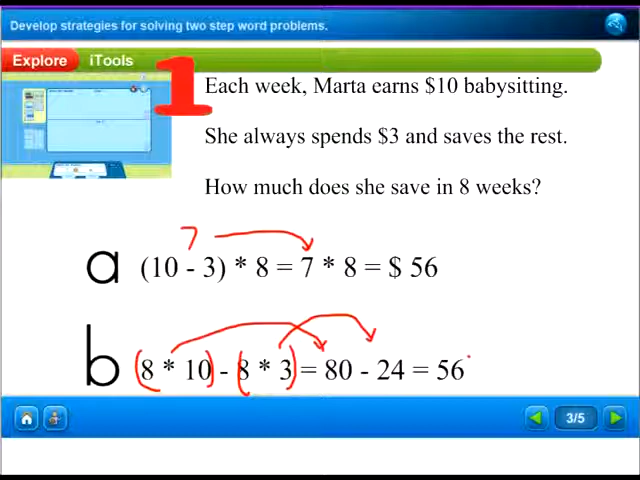 Develop strategies for solving two step word problems.
Explore iTools
1
Each week, Marta earns $10 babysitting.
She always spends $3 and saves the rest.
How much does she save in 8 weeks?
7
a (10 - 3) * 8 = 7 * 8 = $ 56
b (8 * 10) - (8 * 3) = 80 - 24 = 56
3/5